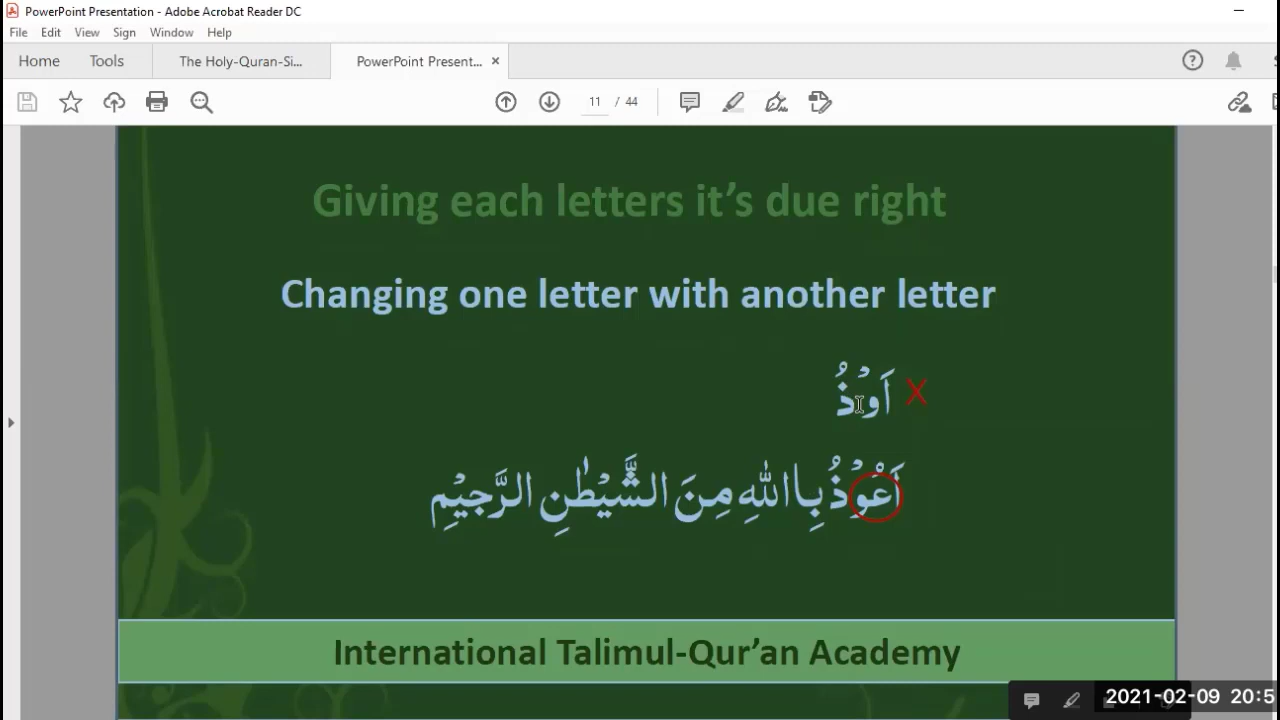 PowerPoint Presentation - Adobe Acrobat Reader DC
File Edit View Sign Window Help
Home Tools The Holy-Quran-Si... PowerPoint Present... ×
11 / 44
Giving each letters it's due right
Changing one letter with another letter
اَوۡذُ X
اَعُوۡذُ بِاللّٰهِ مِنَ الشَّيۡطٰنِ الرَّجِيۡمِ
International Talimul-Qur'an Academy
2021-02-09 20:5